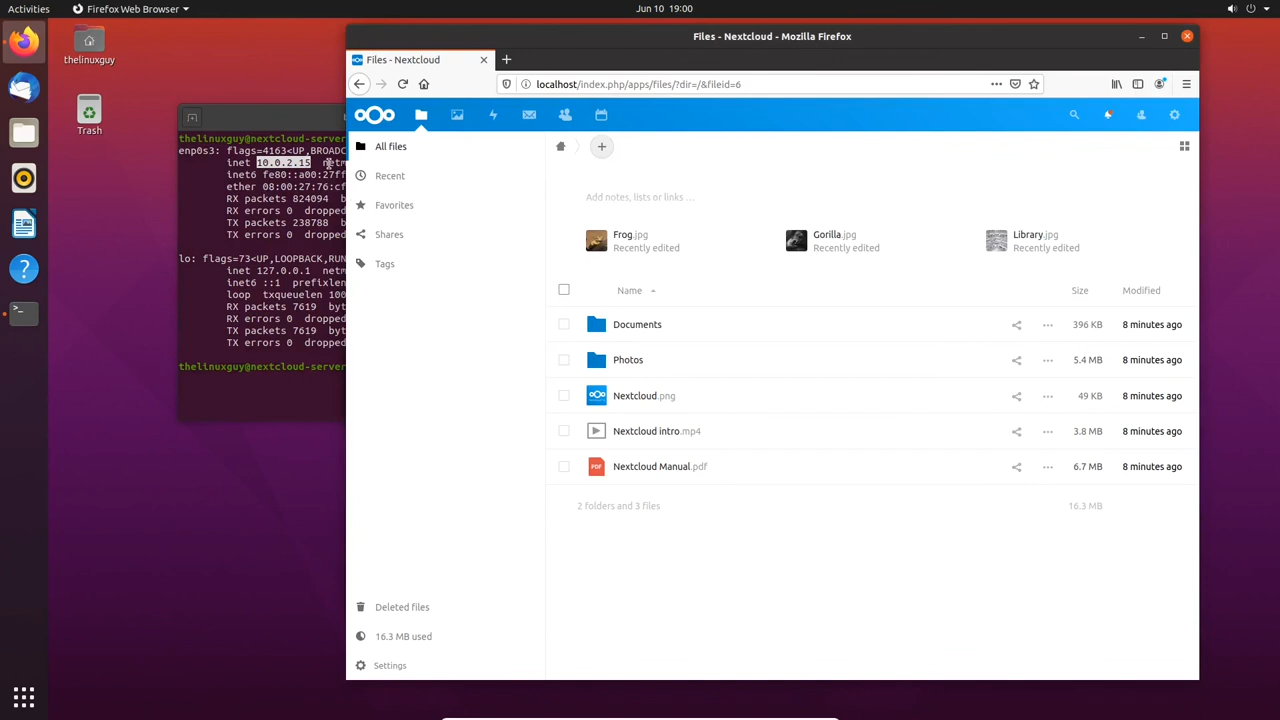 Activities
Firefox Web Browser
Jun 10 19:00
thelinuxguy
Trash
thelinuxguy@nextcloud-server
enp0s3: flags=4163<UP,BROADC
inet 10.0.2.15 netm
inet6 fe80::a00:27ff
ether 08:00:27:76:cf
RX packets 824094 b
RX errors 0 dropped
TX packets 238788 b
TX errors 0 dropped
lo: flags=73<UP,LOOPBACK,RUN
inet 127.0.0.1 netm
inet6 ::1 prefixlen
loop txqueuelen 100
RX packets 7619 byt
RX errors 0 dropped
TX packets 7619 byt
TX errors 0 dropped
thelinuxguy@nextcloud-server
Files - Nextcloud - Mozilla Firefox
Files - Nextcloud
localhost/index.php/apps/files/?dir=/&fileid=6
All files
Recent
Favorites
Shares
Tags
Deleted files
16.3 MB used
Settings
Add notes, lists or links ...
Frog.jpg
Recently edited
Gorilla.jpg
Recently edited
Library.jpg
Recently edited
Name Size Modified
Documents 396 KB 8 minutes ago
Photos 5.4 MB 8 minutes ago
Nextcloud.png 49 KB 8 minutes ago
Nextcloud intro.mp4 3.8 MB 8 minutes ago
PDF Nextcloud Manual.pdf 6.7 MB 8 minutes ago
2 folders and 3 files 16.3 MB